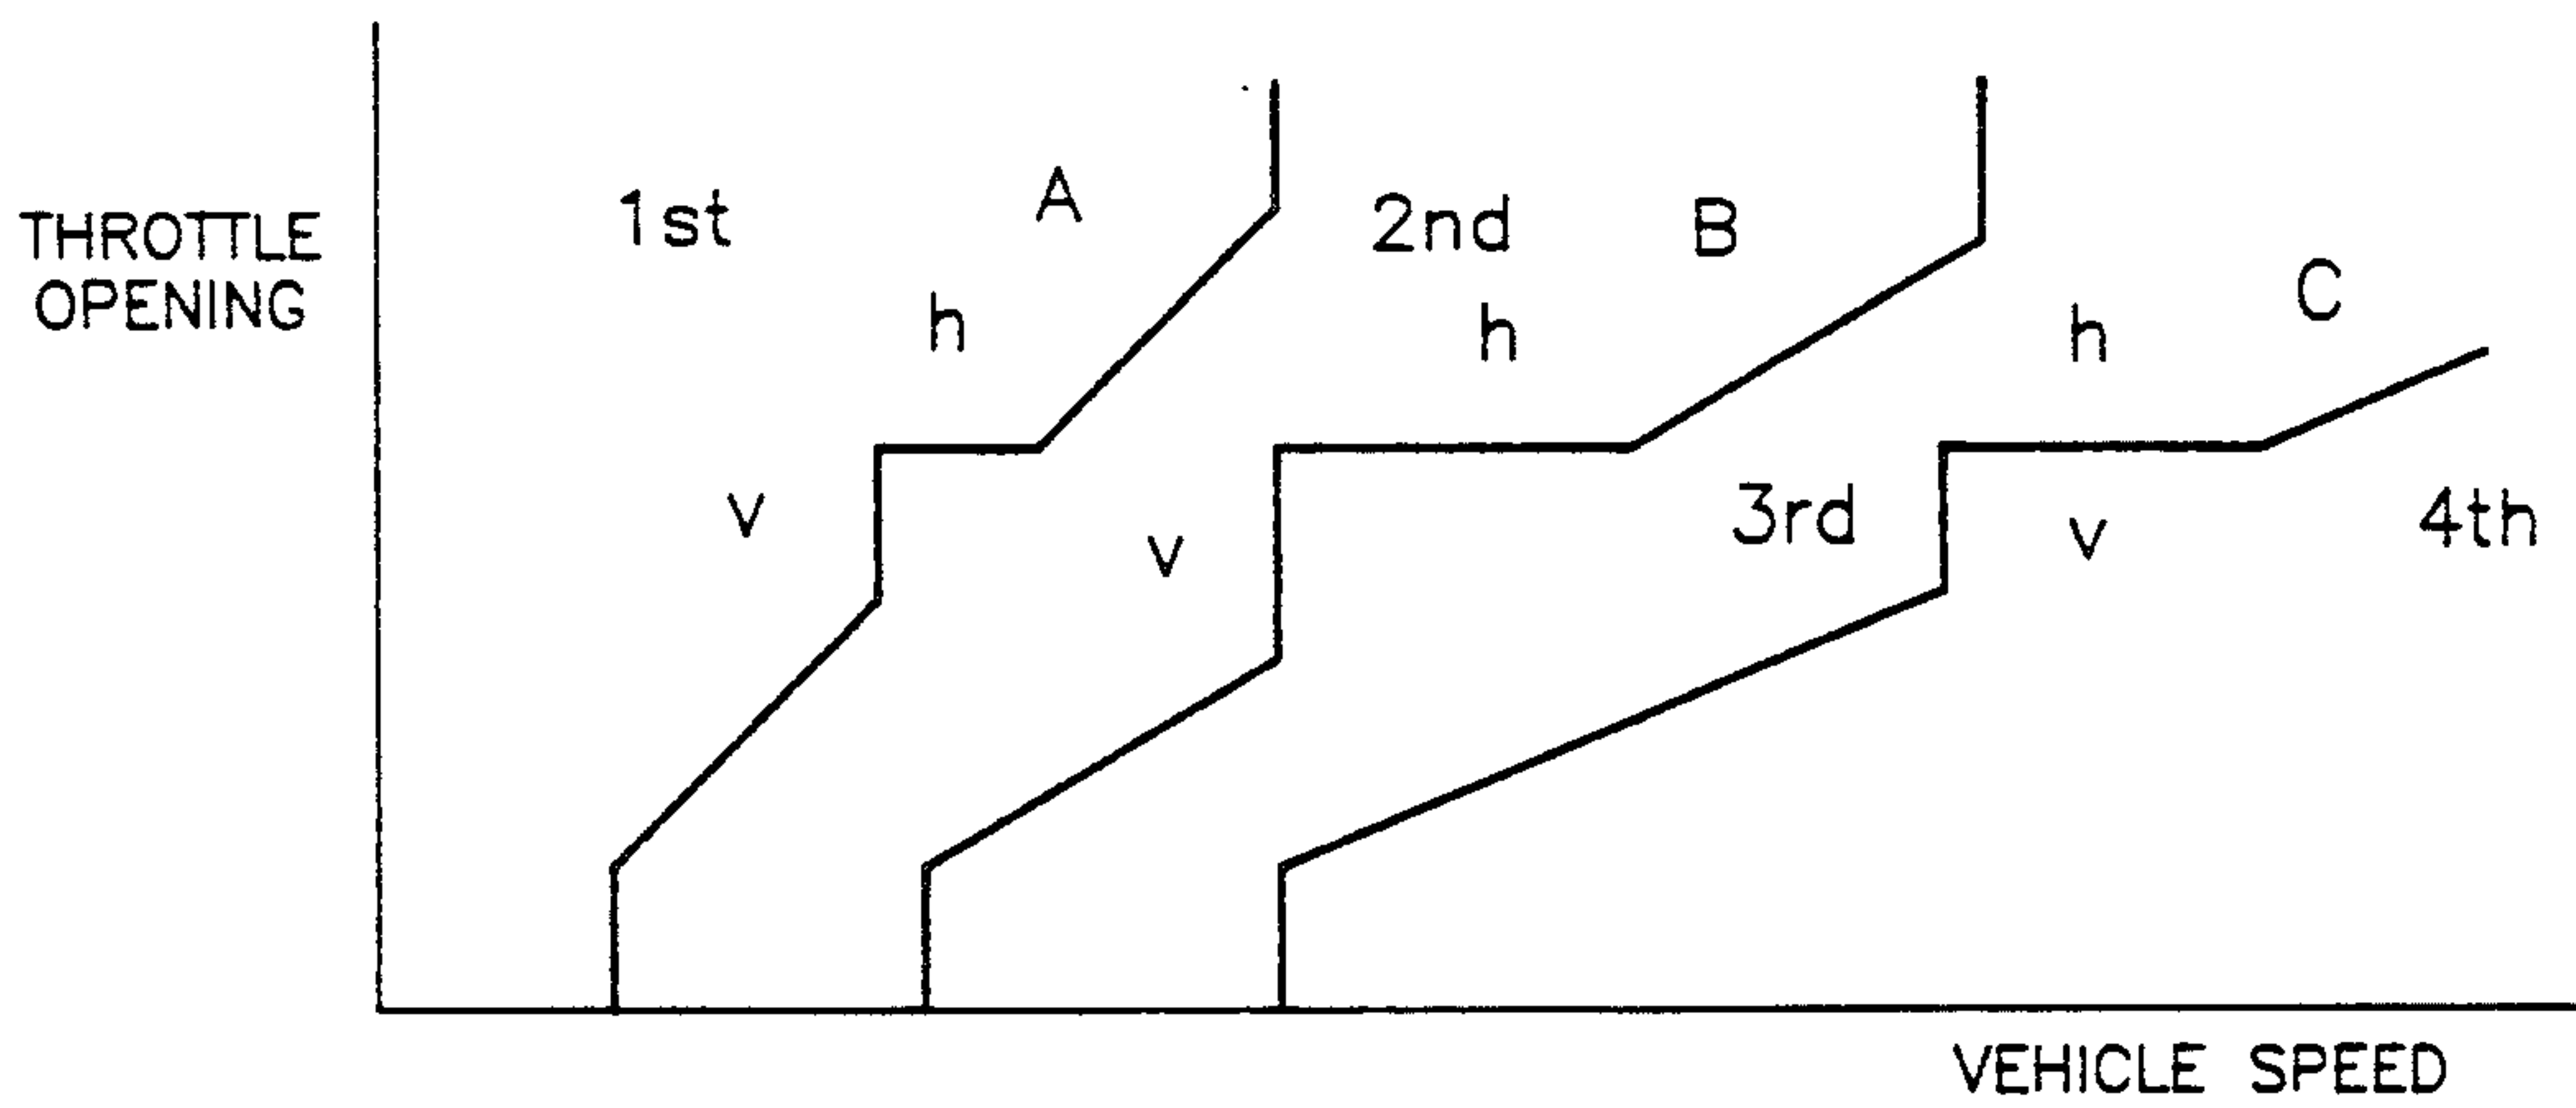 THROTTLE
OPENING
1st
A
2nd
B
h
h
h
C
v
v
3rd
v
4th
VEHICLE SPEED